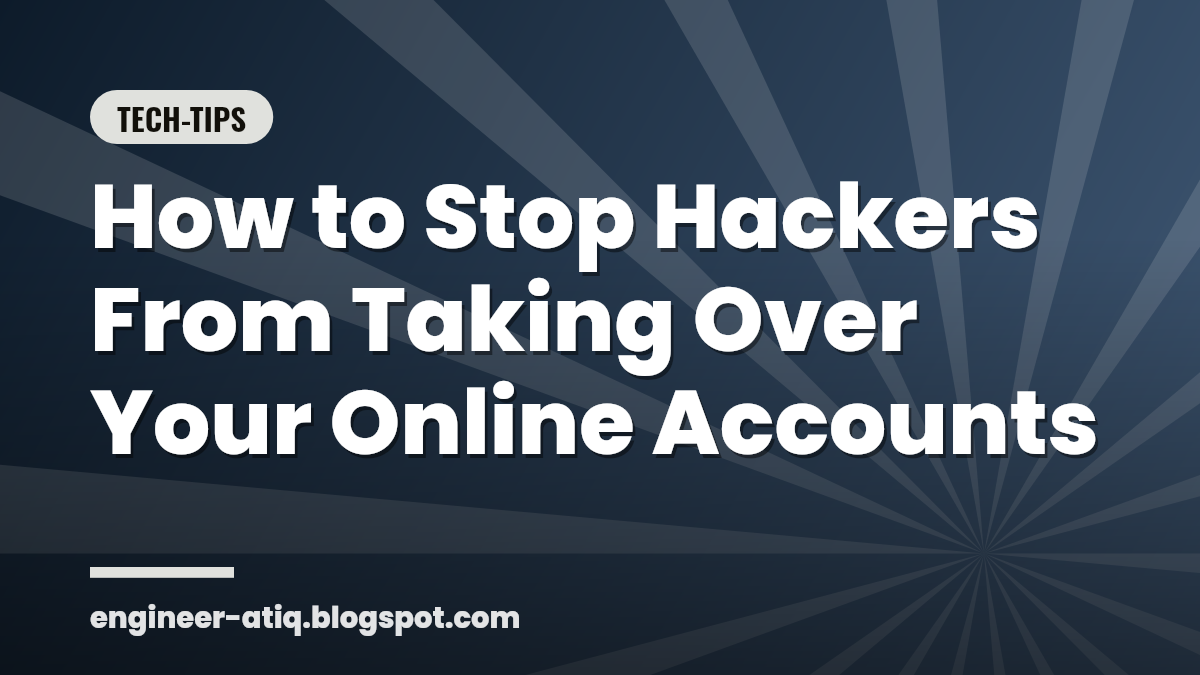 TECH-TIPS
How to Stop Hackers
From Taking Over
Your Online Accounts
engineer-atiq.blogspot.com